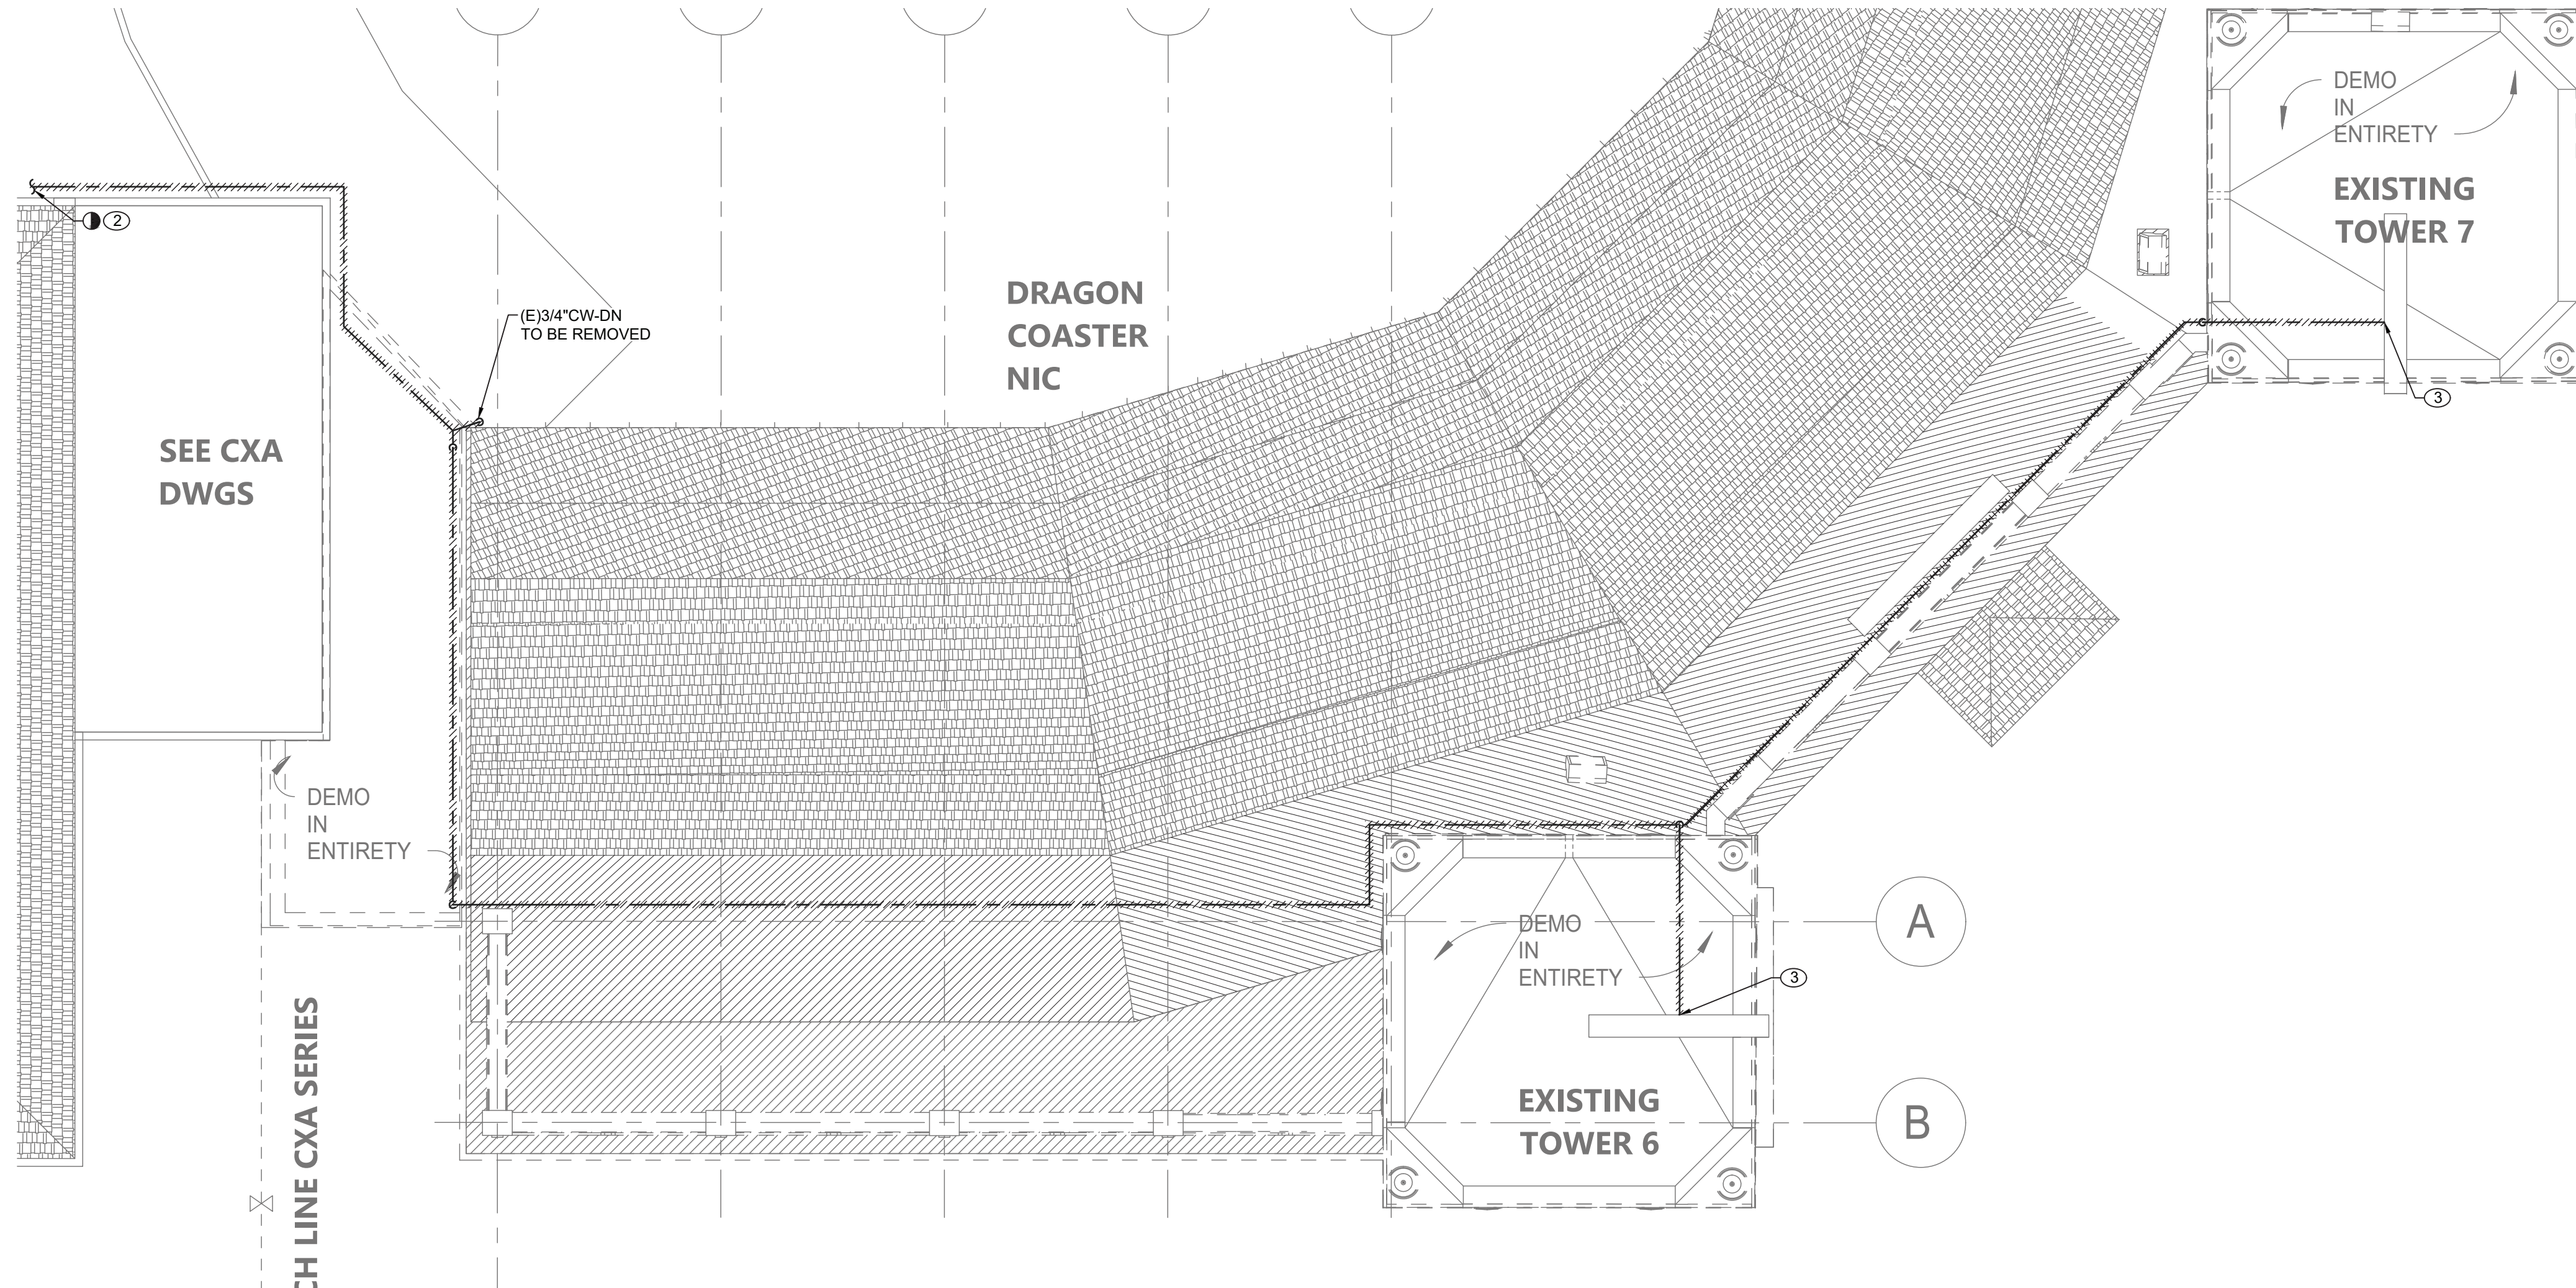 DEMO
IN
ENTIRETY
EXISTING
TOWER 7
2
(E)3/4"CW-DN
TO BE REMOVED
DRAGON
COASTER
NIC
3
SEE CXA
DWGS
DEMO
IN
ENTIRETY
A
DEMO
IN
ENTIRETY
3
EXISTING
TOWER 6
B
CH LINE CXA SERIES